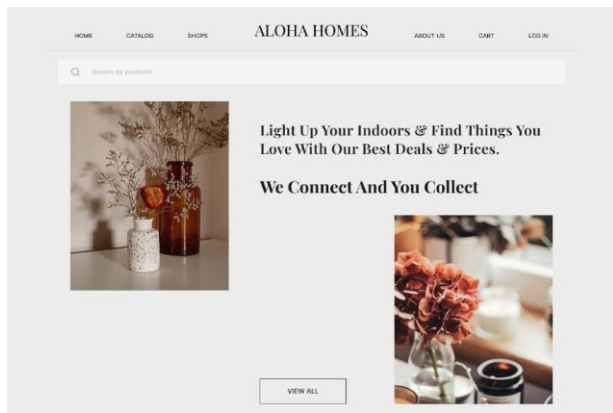 HOME CATALOG SHOPS ALOHA HOMES ABOUT US CART LOG IN
Search by products
Light Up Your Indoors & Find Things You
Love With Our Best Deals & Prices.
We Connect And You Collect
VIEW ALL